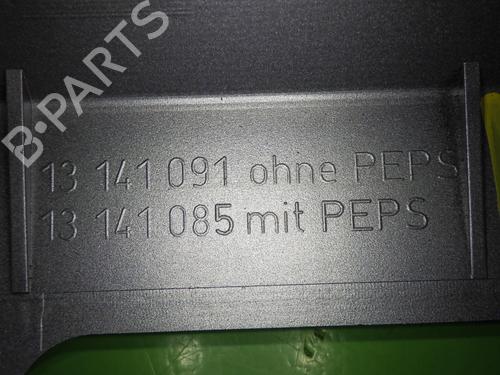 B-PARTS
13 141 091 ohne PEPS
13 141 085 mit PEPS